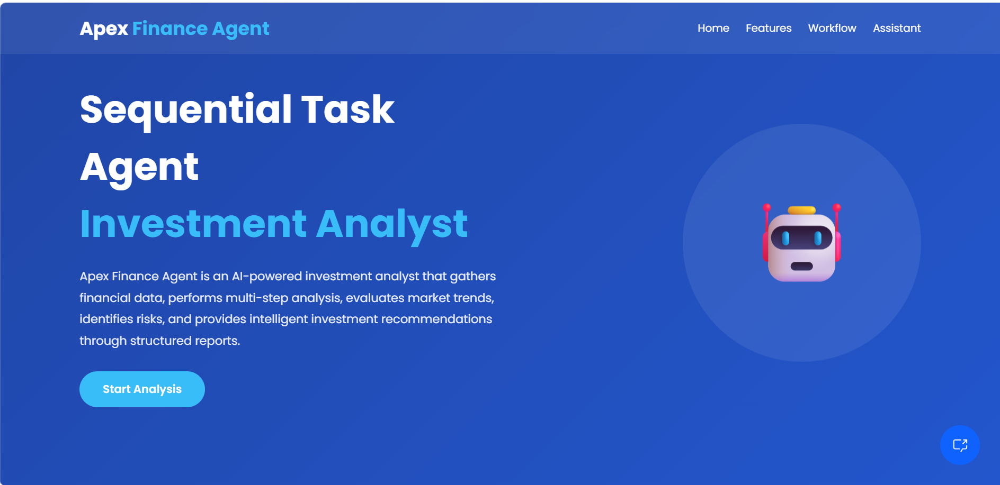 Apex Finance Agent
Home
Features
Workflow
Assistant
Sequential Task
Agent
Investment Analyst
Apex Finance Agent is an AI-powered investment analyst that gathers
financial data, performs multi-step analysis, evaluates market trends,
identifies risks, and provides intelligent investment recommendations
through structured reports.
Start Analysis